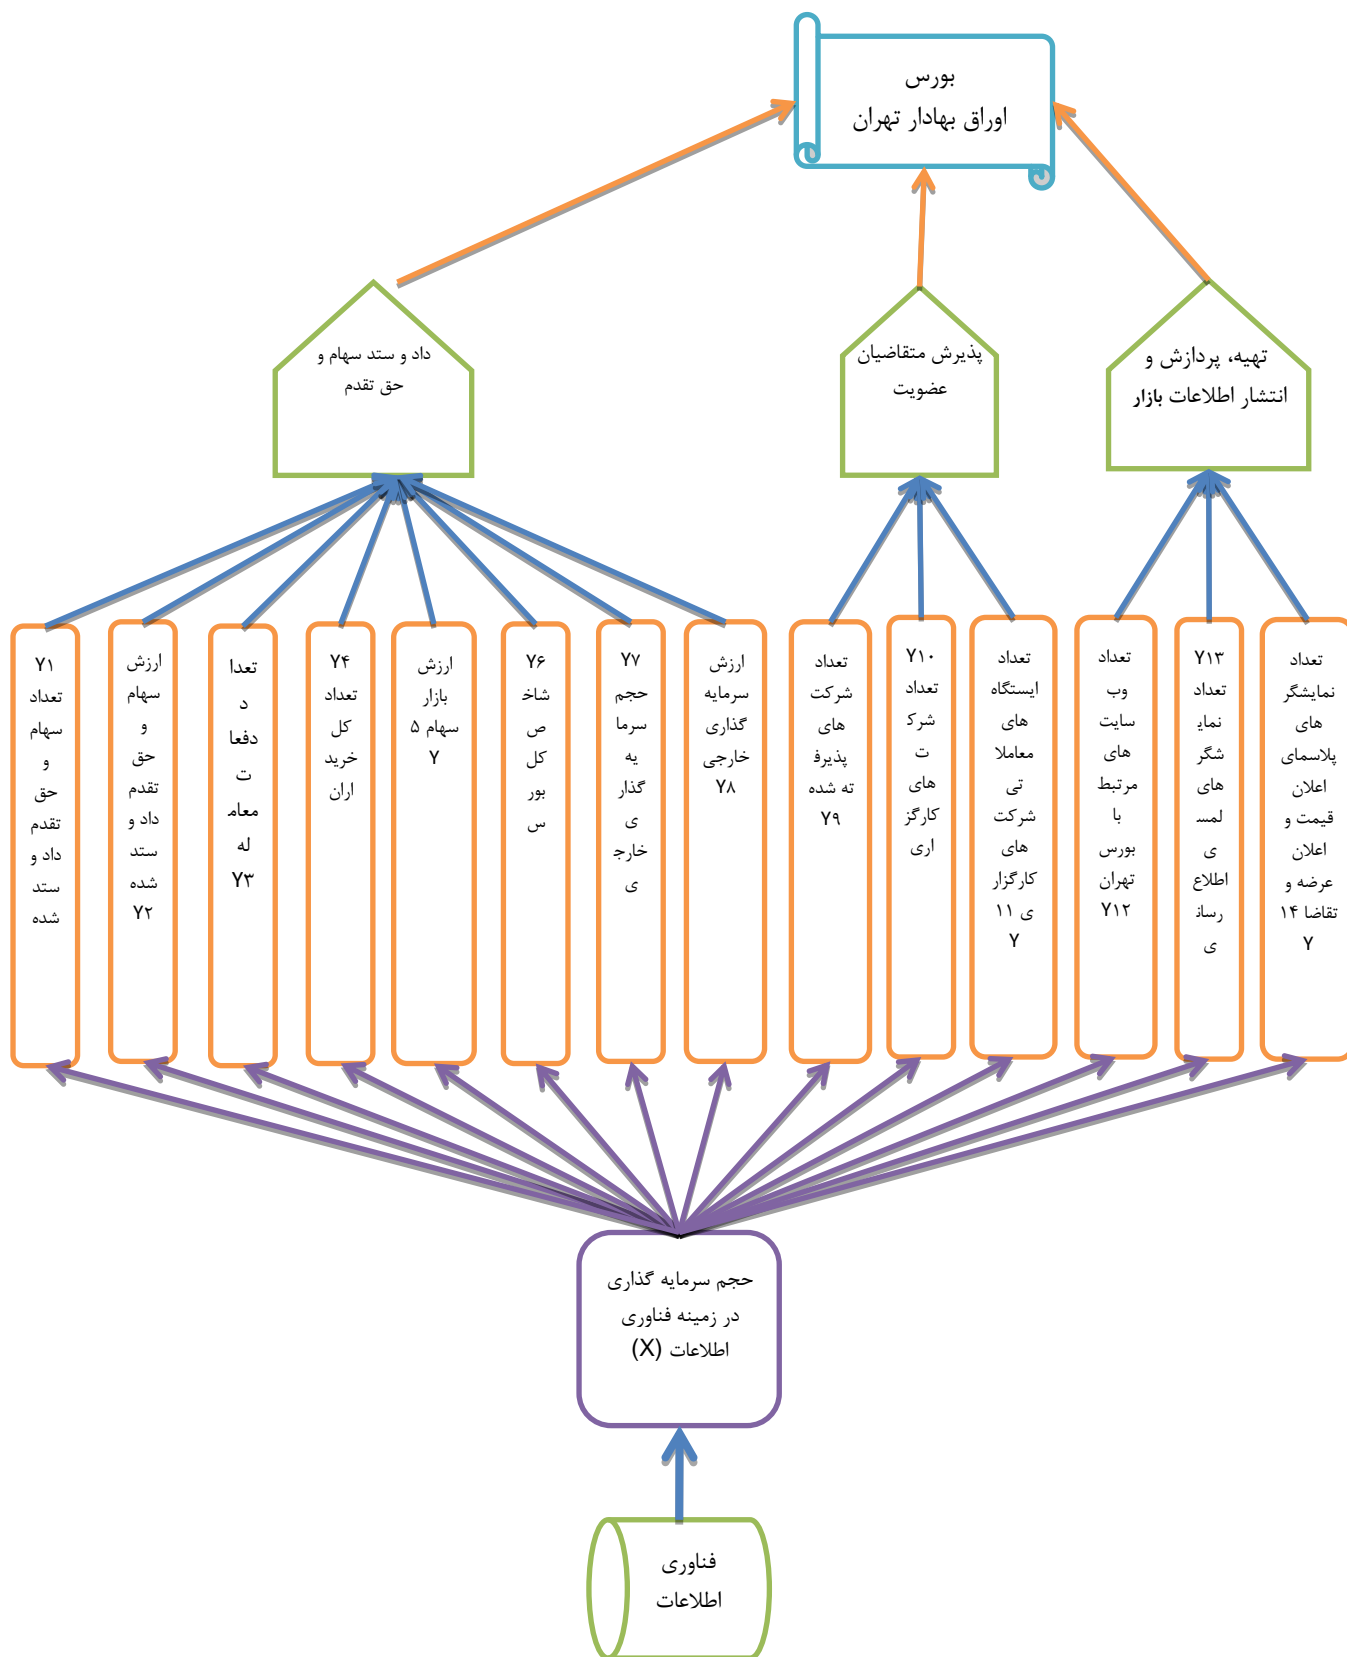 بورس
اوراق بهادار تهران
داد و ستد سهام و
حق تقدم
پذیرش متقاضیان
عضویت
تهیه، پردازش و
انتشار اطلاعات بازار
Y۱
تعداد
سهام
و
حق
تقدم
داد و
ستد
شده
ارزش
سهام
و
حق
تقدم
داد و
ستد
شده
Y۲
تعدا
د
دفعا
ت
معام
له
Y۳
Y۴
تعداد
کل
خرید
اران
ارزش
بازار
سهام ۵
Y
Y۶
شاخ
ص
کل
بور
س
Y۷
حجم
سرما
یه
گذار
ی
خارج
ی
ارزش
سرمایه
گذاری
خارجی
Y۸
تعداد
شرکت
های
پذیرف
ته شده
Y۹
Y۱۰
تعداد
شرک
ت
های
کارگز
اری
تعداد
ایستگاه
های
معاملا
تی
شرکت
های
کارگزار
ی ۱۱
Y
تعداد
وب
سایت
های
مرتبط
با
بورس
تهران
Y۱۲
Y۱۳
تعداد
نمای
شگر
های
لمس
ی
اطلاع
رسان
ی
تعداد
نمایشگر
های
پلاسمای
اعلان
قیمت و
اعلان
عرضه و
تقاضا ۱۴
Y
حجم سرمایه گذاری
در زمینه فناوری
اطلاعات (X)
فناوری
اطلاعات